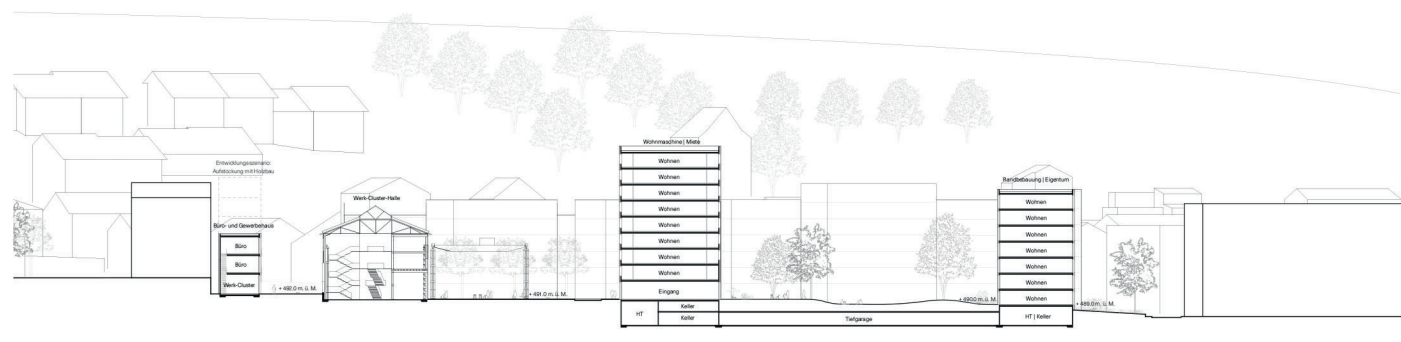 Wohnmaschine | Miete
Wohnen
Wohnen
Wohnen
Wohnen
Wohnen
Wohnen
Wohnen
Wohnen
Eingang
Keller
HT
Keller
Tiefgarage
Entwicklungsszenario:
Aufstockung mit Holzbau
Büro- und Gewerbehaus
Büro
Büro
Werk-Cluster
+ 492.0 m. ü. M.
Werk-Cluster-Halle
+ 491.0 m. ü. M.
Randbebauung | Eigentum
Wohnen
Wohnen
Wohnen
Wohnen
Wohnen
Wohnen
Wohnen
HT | Keller
+ 490.0 m. ü. M.
+ 489.0 m. ü. M.